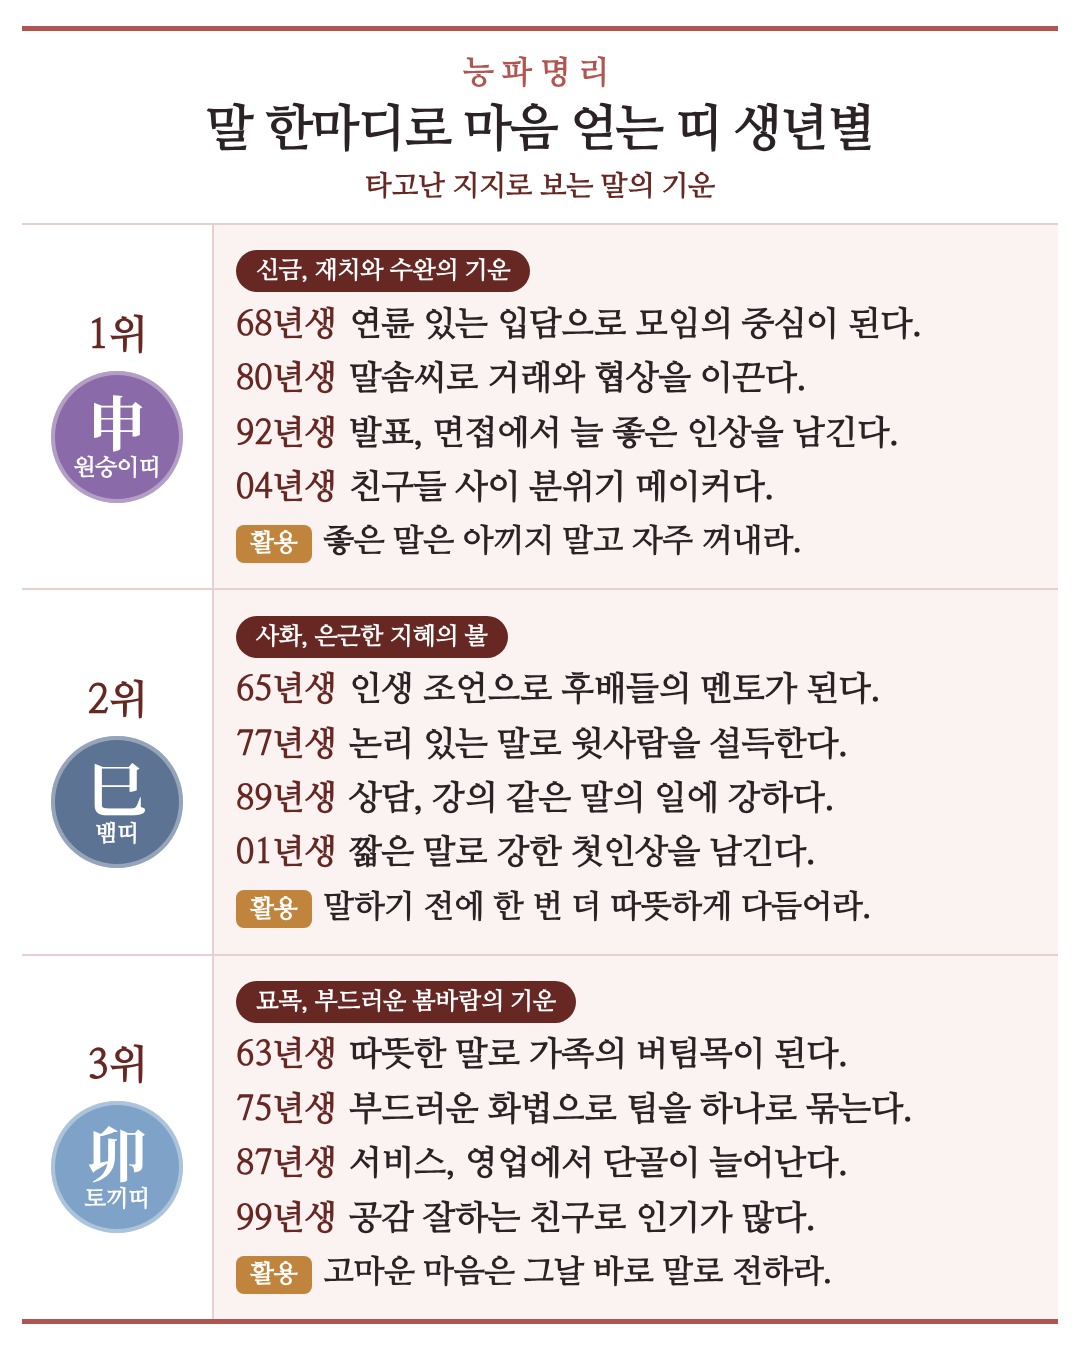 능파명리
말 한마디로 마음 얻는 띠 생년별
타고난 지지로 보는 말의 기운
1위
申
원숭이띠
신금, 재치와 수완의 기운
68년생 연륜 있는 입담으로 모임의 중심이 된다.
80년생 말솜씨로 거래와 협상을 이끈다.
92년생 발표, 면접에서 늘 좋은 인상을 남긴다.
04년생 친구들 사이 분위기 메이커다.
활용 좋은 말은 아끼지 말고 자주 꺼내라.
2위
巳
뱀띠
사화, 은근한 지혜의 불
65년생 인생 조언으로 후배들의 멘토가 된다.
77년생 논리 있는 말로 윗사람을 설득한다.
89년생 상담, 강의 같은 말의 일에 강하다.
01년생 짧은 말로 강한 첫인상을 남긴다.
활용 말하기 전에 한 번 더 따뜻하게 다듬어라.
3위
卯
토끼띠
묘목, 부드러운 봄바람의 기운
63년생 따뜻한 말로 가족의 버팀목이 된다.
75년생 부드러운 화법으로 팀을 하나로 묶는다.
87년생 서비스, 영업에서 단골이 늘어난다.
99년생 공감 잘하는 친구로 인기가 많다.
활용 고마운 마음은 그날 바로 말로 전하라.